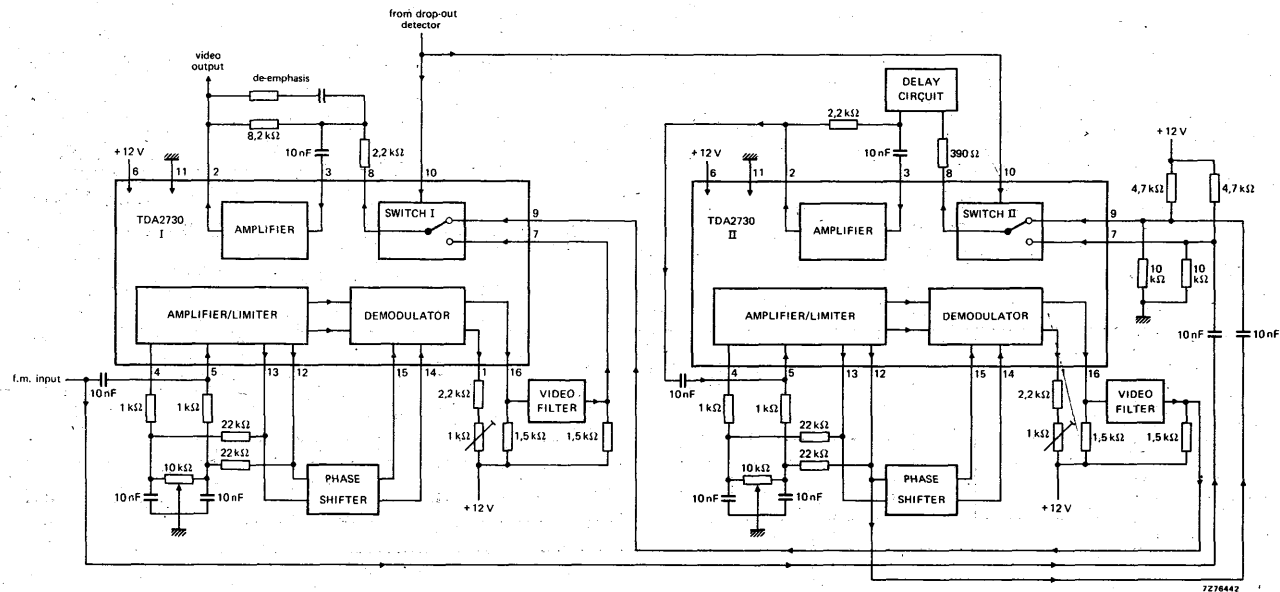 from drop-out
detector
video
output
de-emphasis
8,2 kΩ
10 nF
2,2 kΩ
+ 12 V
6
11
2
3
8
10
TDA2730
I
AMPLIFIER
SWITCH I
9
7
AMPLIFIER/LIMITER
DEMODULATOR
4
5
13
12
15
14
1
16
f.m. input
10 nF
1 kΩ
1 kΩ
22 kΩ
22 kΩ
10 kΩ
10 nF
10 nF
PHASE
SHIFTER
2,2 kΩ
1 kΩ
1,5 kΩ
VIDEO
FILTER
1,5 kΩ
+ 12 V
DELAY
CIRCUIT
2,2 kΩ
10 nF
390 Ω
+ 12 V
6
11
2
3
8
10
TDA2730
II
AMPLIFIER
SWITCH II
9
7
+ 12 V
4,7 kΩ
4,7 kΩ
10
kΩ
10
kΩ
10 nF
10 nF
AMPLIFIER/LIMITER
DEMODULATOR
4
5
13
12
15
14
1
16
10 nF
1 kΩ
1 kΩ
22 kΩ
22 kΩ
10 kΩ
10 nF
10 nF
PHASE
SHIFTER
2,2 kΩ
1 kΩ
1,5 kΩ
VIDEO
FILTER
1,5 kΩ
+ 12 V
7Z76442